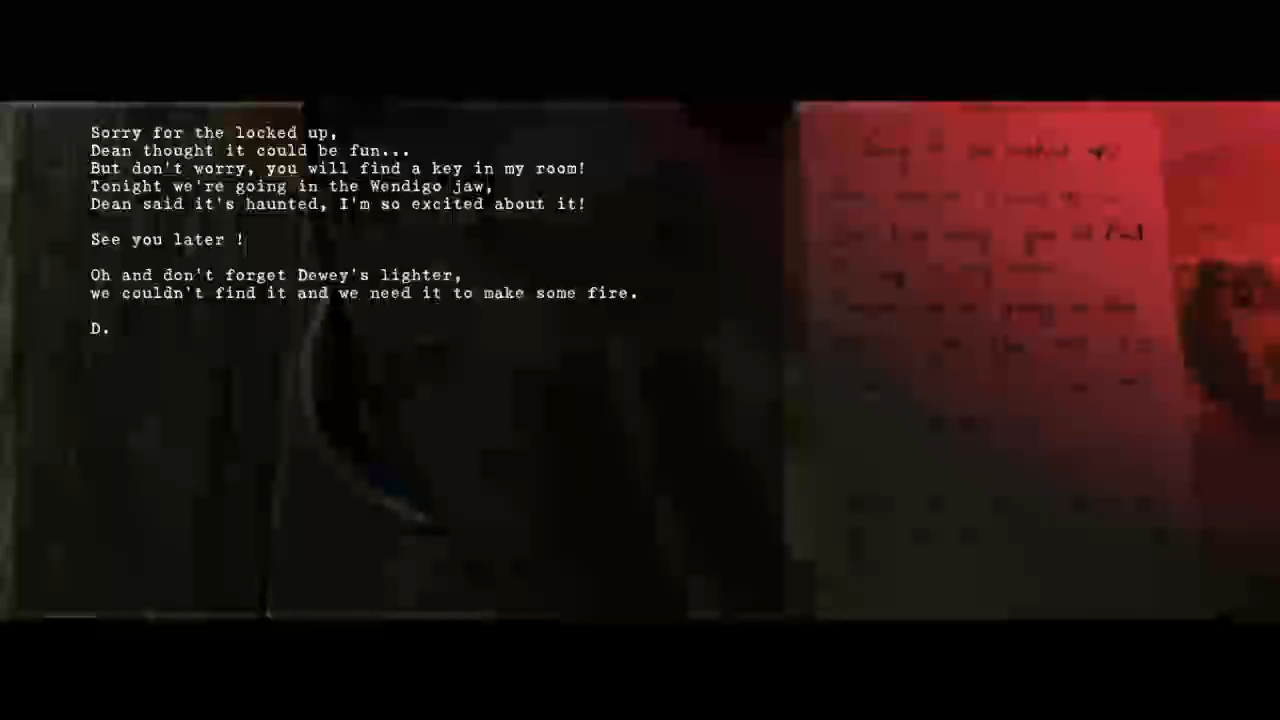 Sorry for the locked up,
Dean thought it could be fun...
But don't worry, you will find a key in my room!
Tonight we're going in the Wendigo jaw,
Dean said it's haunted, I'm so excited about it!
See you later !
Oh and don't forget Dewey's lighter,
we couldn't find it and we need it to make some fire.
D.